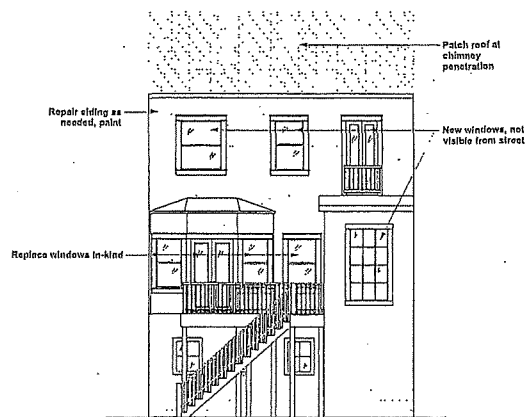 Patch roof at
chimney
penetration
Repair siding as
needed, paint
New windows, not
visible from street
Replace windows in-kind